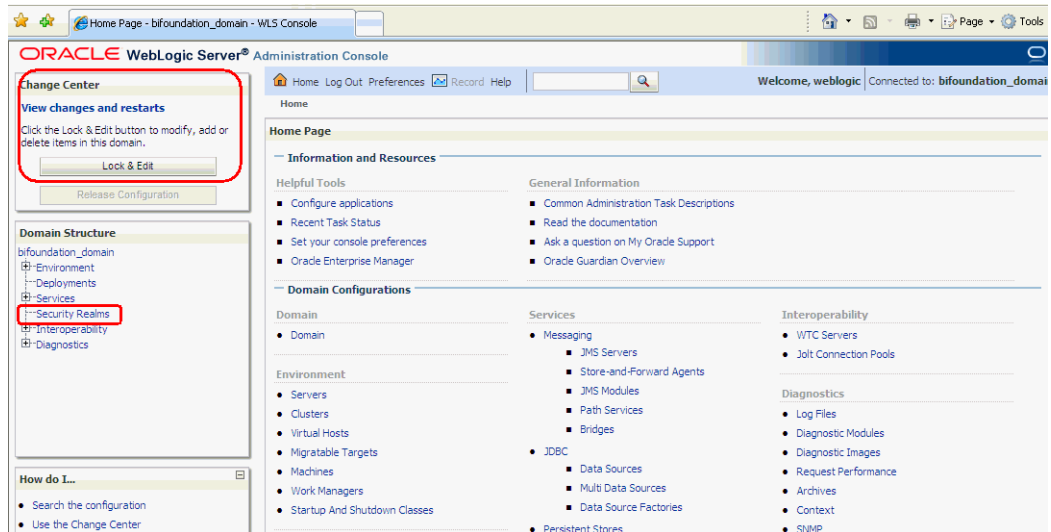 Home Page - bifoundation_domain - WLS Console
Page
Tools
ORACLE WebLogic Server® Administration Console
Change Center
View changes and restarts
Click the Lock & Edit button to modify, add or
delete items in this domain.
Lock & Edit
Release Configuration
Domain Structure
bifoundation_domain
Environment
Deployments
Services
Security Realms
Interoperability
Diagnostics
How do I...
Search the configuration
Use the Change Center
Home Log Out Preferences Record Help
Welcome, weblogic Connected to: bifoundation_domai
Home
Home Page
Information and Resources
Helpful Tools
Configure applications
Recent Task Status
Set your console preferences
Oracle Enterprise Manager
General Information
Common Administration Task Descriptions
Read the documentation
Ask a question on My Oracle Support
Oracle Guardian Overview
Domain Configurations
Domain
Domain
Environment
Servers
Clusters
Virtual Hosts
Migratable Targets
Machines
Work Managers
Startup And Shutdown Classes
Services
Messaging
JMS Servers
Store-and-Forward Agents
JMS Modules
Path Services
Bridges
JDBC
Data Sources
Multi Data Sources
Data Source Factories
Persistent Stores
Interoperability
WTC Servers
Jolt Connection Pools
Diagnostics
Log Files
Diagnostic Modules
Diagnostic Images
Request Performance
Archives
Context
SNMP